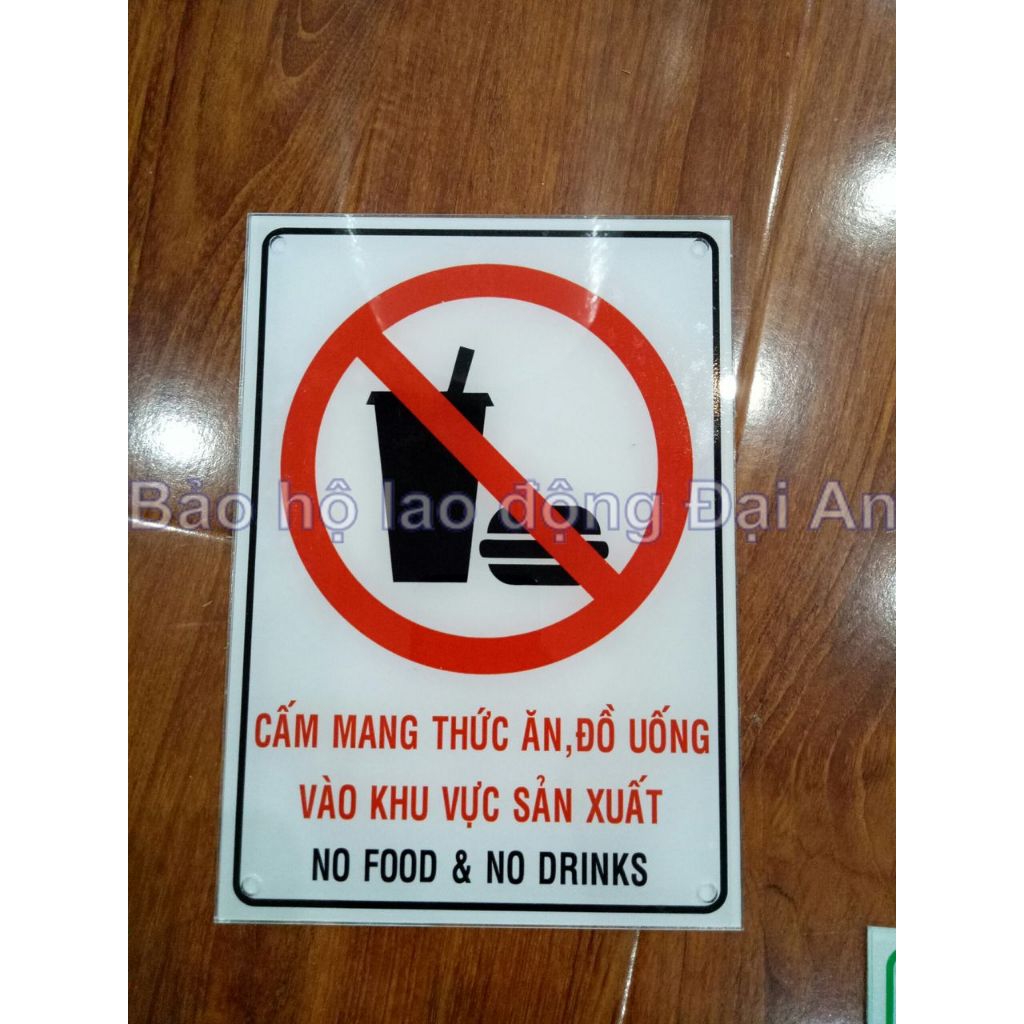 Bảo hộ lao động Đại An
CẤM MANG THỨC ĂN,ĐỒ UỐNG
VÀO KHU VỰC SẢN XUẤT
NO FOOD & NO DRINKS